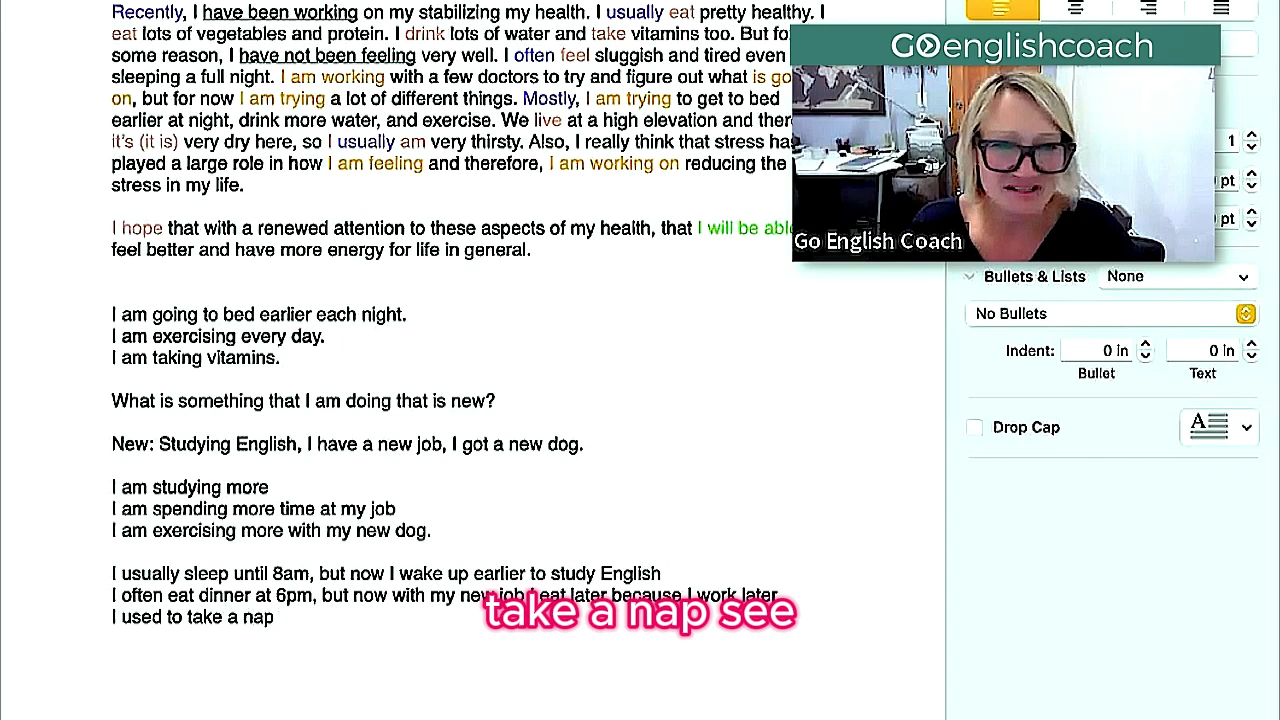 Recently, I have been working on my stabilizing my health. I usually eat pretty healthy. I
eat lots of vegetables and protein. I drink lots of water and take vitamins too. But fo
some reason, I have not been feeling very well. I often feel sluggish and tired even
sleeping a full night. I am working with a few doctors to try and figure out what is go
on, but for now I am trying a lot of different things. Mostly, I am trying to get to bed
earlier at night, drink more water, and exercise. We live at a high elevation and ther
it's (it is) very dry here, so I usually am very thirsty. Also, I really think that stress ha
played a large role in how I am feeling and therefore, I am working on reducing the
stress in my life.
I hope that with a renewed attention to these aspects of my health, that I will be abl
feel better and have more energy for life in general.
I am going to bed earlier each night.
I am exercising every day.
I am taking vitamins.
What is something that I am doing that is new?
New: Studying English, I have a new job, I got a new dog.
I am studying more
I am spending more time at my job
I am exercising more with my new dog.
I usually sleep until 8am, but now I wake up earlier to study English
I often eat dinner at 6pm, but now with my new job I eat later because I work later
I used to take a nap
take a nap see
GO englishcoach
Go English Coach
1
pt
pt
Bullets & Lists None
No Bullets
Indent: 0 in 0 in
Bullet Text
Drop Cap A